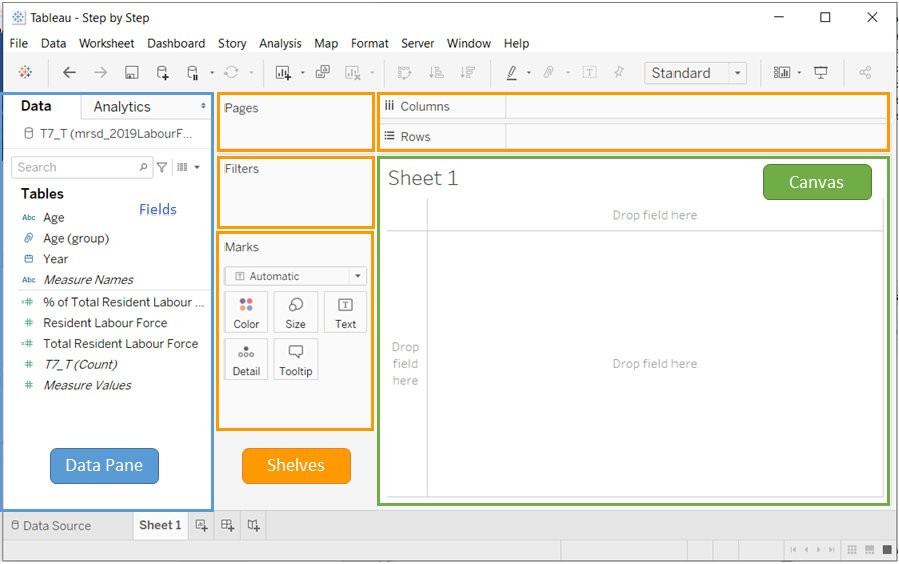 Tableau - Step by Step
File Data Worksheet Dashboard Story Analysis Map Format Server Window Help
Standard
Data Analytics
T7_T (mrsd_2019LabourF...
Search
Tables
Fields
Abc Age
Age (group)
Year
Abc Measure Names
# % of Total Resident Labour ...
# Resident Labour Force
# Total Resident Labour Force
# T7_T (Count)
# Measure Values
Data Pane
Pages
Filters
Marks
Automatic
Color Size Text
Detail Tooltip
Shelves
Columns
Rows
Sheet 1
Canvas
Drop field here
Drop
field
here
Drop field here
Data Source Sheet 1